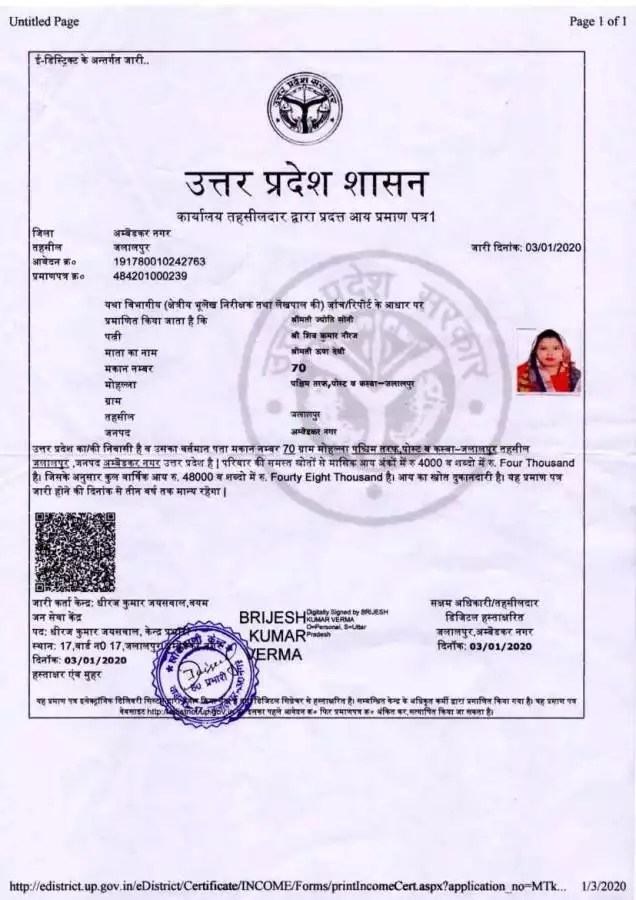 Untitled Page
Page 1 of 1
ई-डिस्ट्रिक्ट के अन्तर्गत जारी..
उत्तर प्रदेश सरकार
उत्तर प्रदेश शासन
कार्यालय तहसीलदार द्वारा प्रदत्त आय प्रमाण पत्र1
जिला अम्बेडकर नगर
तहसील जलालपुर
जारी दिनांक: 03/01/2020
आवेदन क्र० 191780010242763
प्रमाणपत्र क्र० 484201000239
यथा विभागीय (क्षेत्रीय भूलेख निरीक्षक तथा लेखपाल की) जांच/रिपोर्ट के आधार पर
प्रमाणित किया जाता है कि श्रीमती ज्योति सोनी
पत्नी श्री शिव कुमार नीरज
माता का नाम श्रीमती ऊषा देवी
मकान नम्बर 70
मोहल्ला पश्चिम तरफ,पोस्ट व कस्बा-जलालपुर
ग्राम
तहसील जलालपुर
जनपद अम्बेडकर नगर
उत्तर प्रदेश का/की निवासी है व उसका वर्तमान पता मकान नम्बर 70 ग्राम मोहल्ला पश्चिम तरफ,पोस्ट व कस्बा-जलालपुर तहसील
जलालपुर ,जनपद अम्बेडकर नगर उत्तर प्रदेश है | परिवार की समस्त स्रोतों से मासिक आय अंकों में रु 4000 व शब्दो में रु. Four Thousand
है। जिसके अनुसार कुल वार्षिक आय रु. 48000 व शब्दो में रु. Fourty Eight Thousand है। आय का स्रोत दुकानदारी है। यह प्रमाण पत्र
जारी होने की दिनांक से तीन वर्ष तक मान्य रहेगा |
जारी कर्ता केन्द्र: धीरज कुमार जयसवाल,वयम
जन सेवा केंद्र
पद: धीरज कुमार जयसवाल, केन्द्र प्रभारी
स्थान: 17,वार्ड न0 17,जलालपुर
दिनाँक: 03/01/2020
हस्ताक्षर एंव मुहर
BRIJESH
KUMAR
VERMA
Digitally Signed by BRIJESH
KUMAR VERMA
O=Personal, S=Uttar
Pradesh
सक्षम अधिकारी/तहसीलदार
डिजिटल हस्ताक्षरित
जलालपुर,अम्बेडकर नगर
दिनाँक: 03/01/2020
यह प्रमाण पत्र इलेक्ट्रॉनिक डिलिवरी सिस्टम डिजिटल सिग्नेचर से हस्ताक्षरित है। सम्बन्धित केन्द्र के अधिकृत कर्मी द्वारा प्रमाणित किया गया है। यह प्रमाण पत्र
वेबसाइट इसका पहले आवेदन क्र० फिर प्रमाणपत्र क्र० अंकित कर,सत्यापित किया जा सकता है।
http://edistrict.up.gov.in/eDistrict/Certificate/INCOME/Forms/printIncomeCert.aspx?application_no=MTk...
1/3/2020